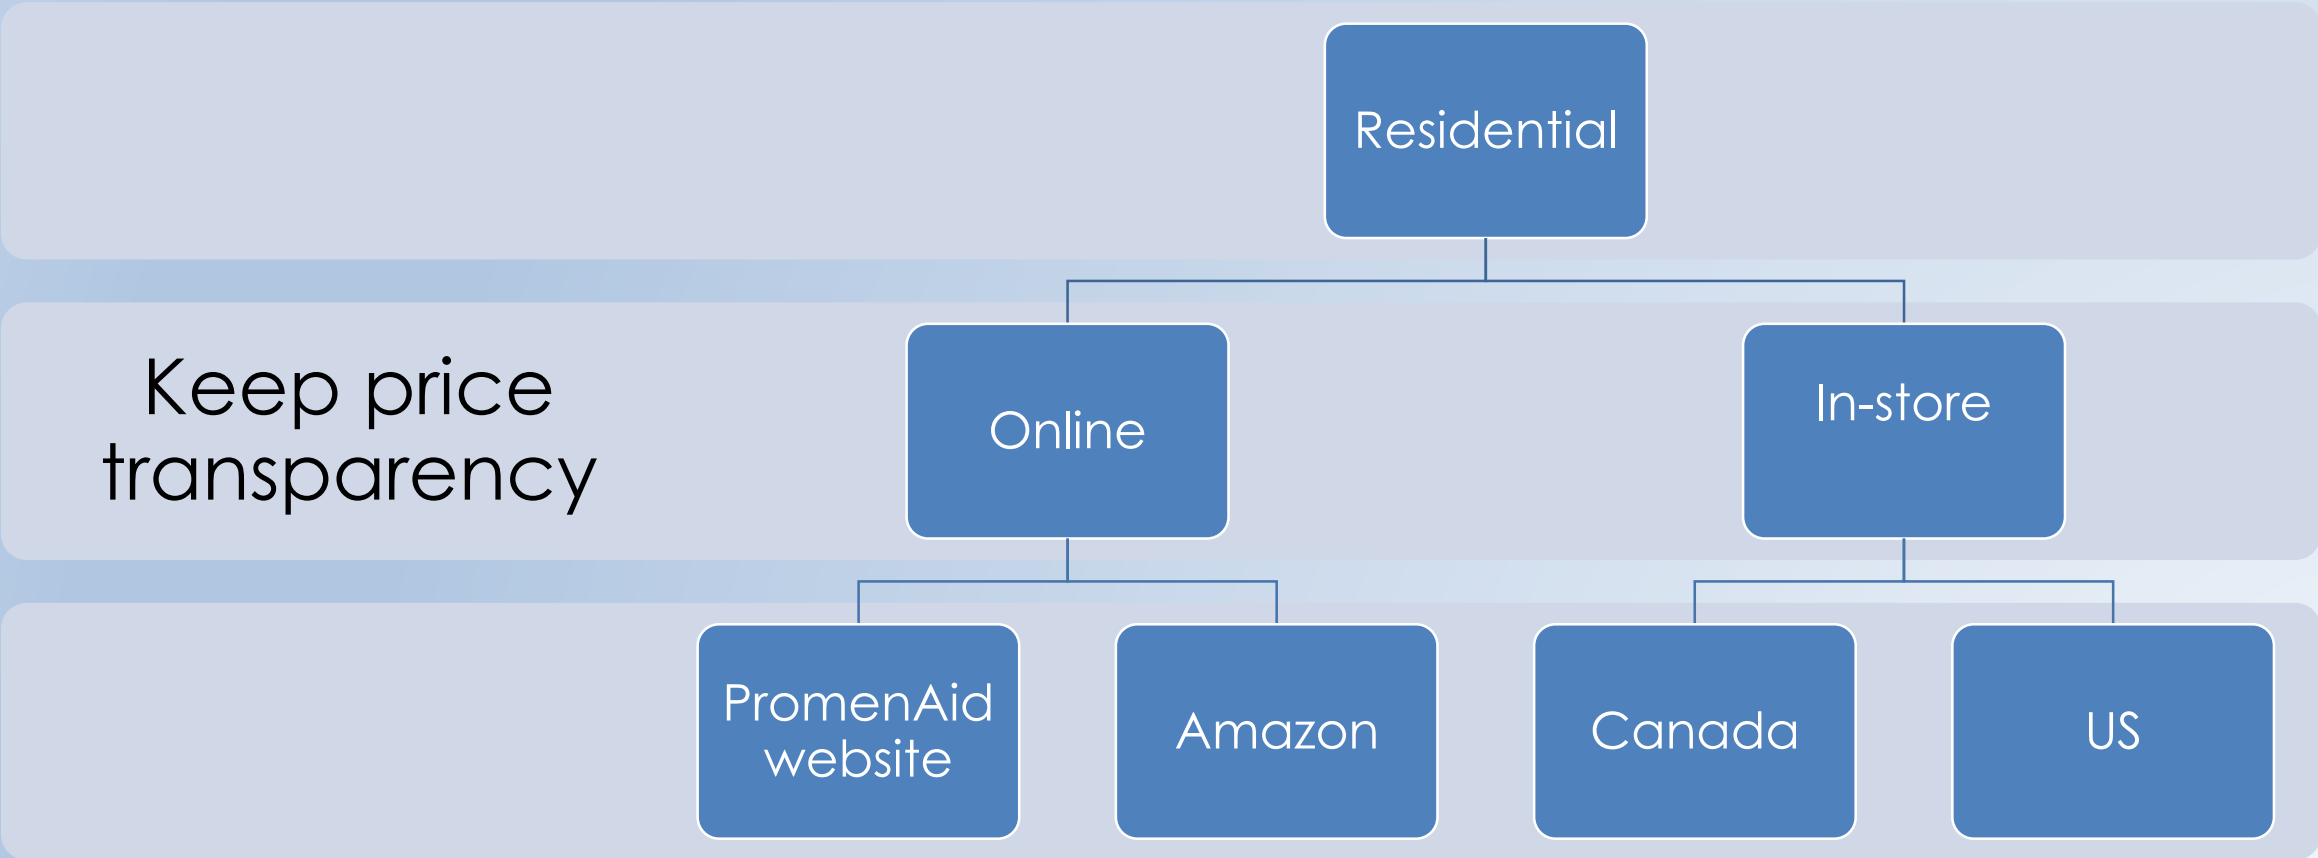 Residential
Keep price
transparency
Online
In-store
PromenAid
website
Amazon
Canada
US